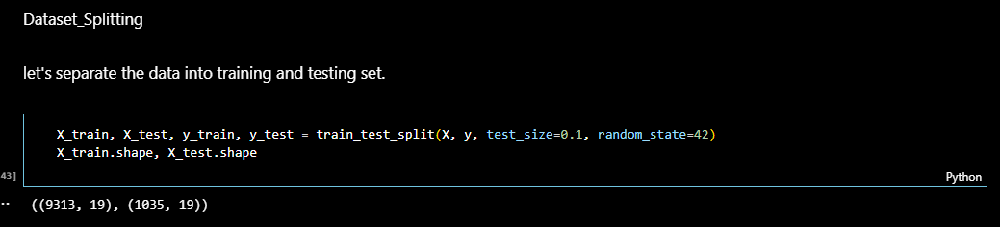 Dataset_Splitting
let's separate the data into training and testing set.
X_train, X_test, y_train, y_test = train_test_split(X, y, test_size=0.1, random_state=42)
X_train.shape, X_test.shape
43]
Python
((9313, 19), (1035, 19))